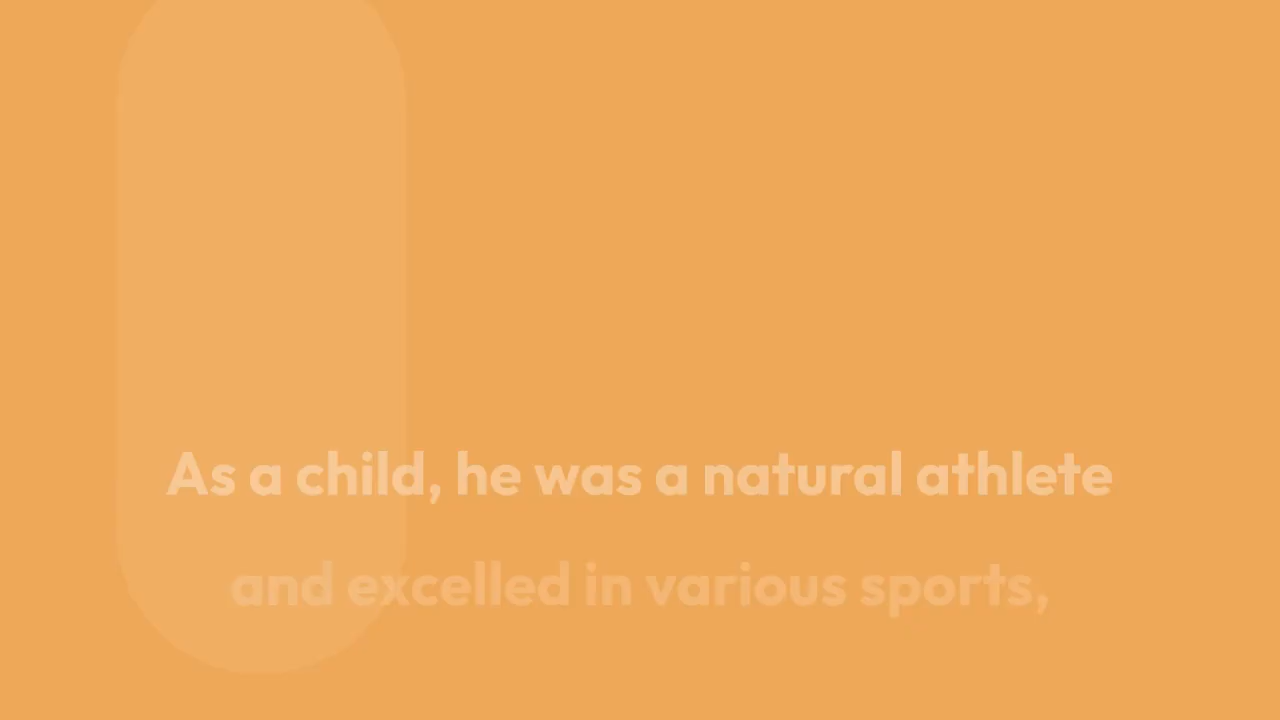 As a child, he was a natural athlete
and excelled in various sports,